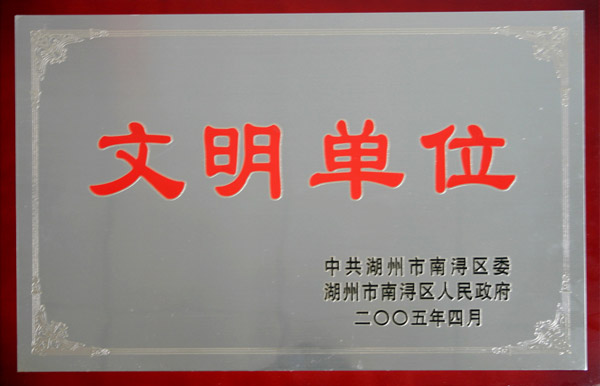 文明单位
中共湖州市南浔区委
湖州市南浔区人民政府
二〇〇五年四月